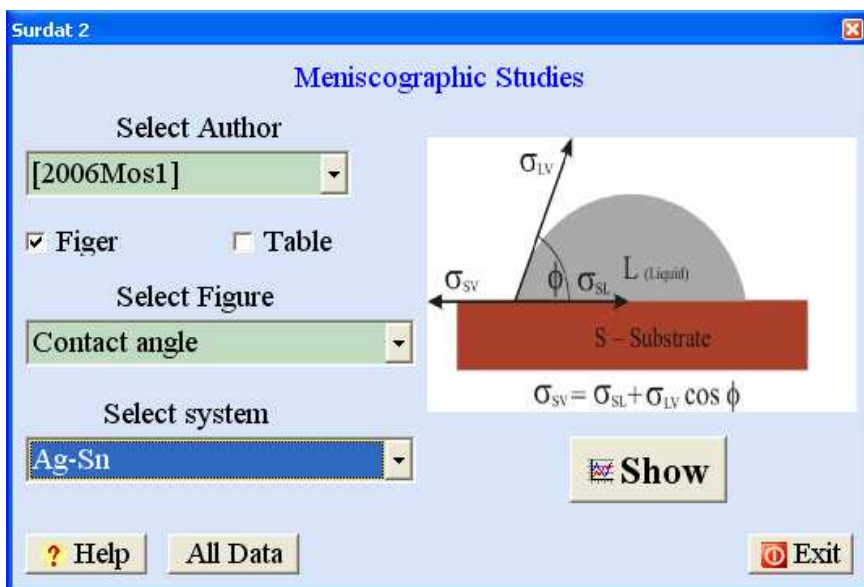 Surdat 2
Meniscographic Studies
Select Author
[2006Mos1]
Figer
Table
Select Figure
Contact angle
Select system
Ag-Sn
σLV
σSV
ϕ
σSL
L (Liquid)
S – Substrate
σSV = σSL + σLV cos ϕ
Show
? Help
All Data
Exit